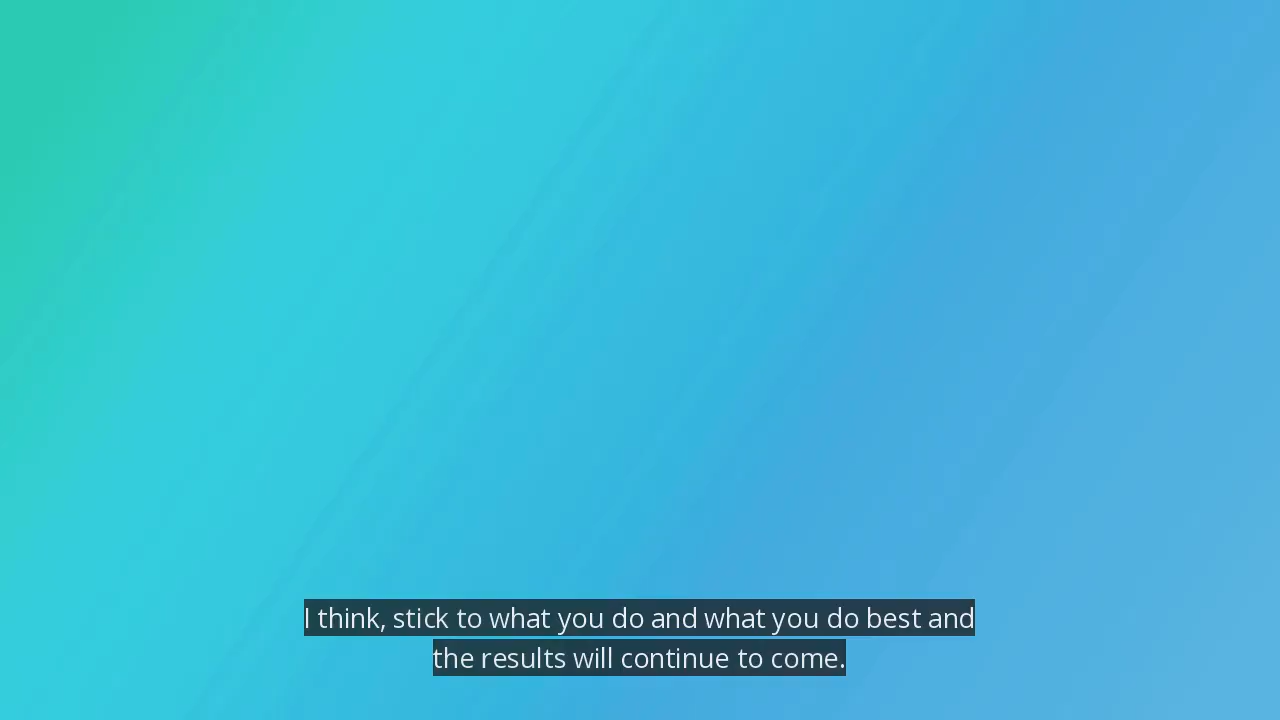 I think, stick to what you do and what you do best and
the results will continue to come.